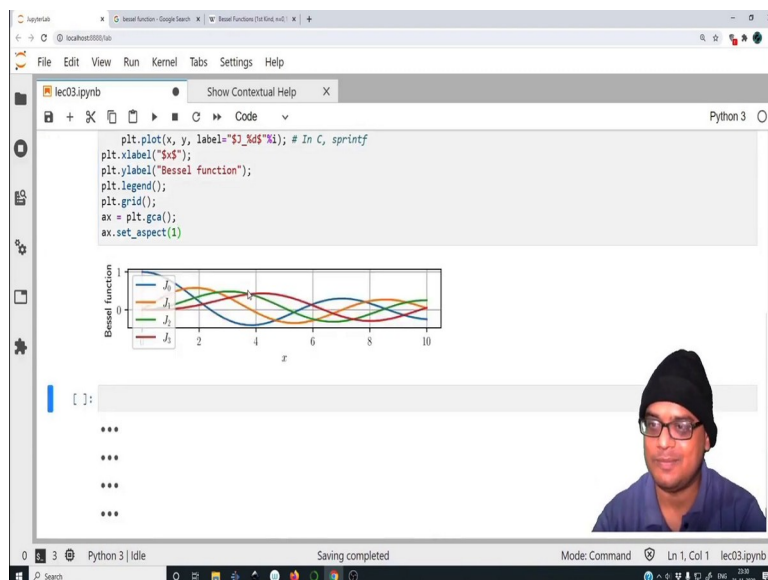 JupyterLab x G bessel function - Google Search x W Bessel Functions (1st Kind, n=0, x +
localhost:8888/lab
File Edit View Run Kernel Tabs Settings Help
lec03.ipynb Show Contextual Help X
Code Python 3
plt.plot(x, y, label="$J_%d$"%i); # In C, sprintf
plt.xlabel("$x$");
plt.ylabel("Bessel function");
plt.legend();
plt.grid();
ax = plt.gca();
ax.set_aspect(1)
Bessel function
1
0
J0
J1
J2
J3
2 4 6 8 10
x
[ ]:
0 3 Python 3 | Idle Saving completed Mode: Command Ln 1, Col 1 lec03.ipynb
Search ENG 23:30